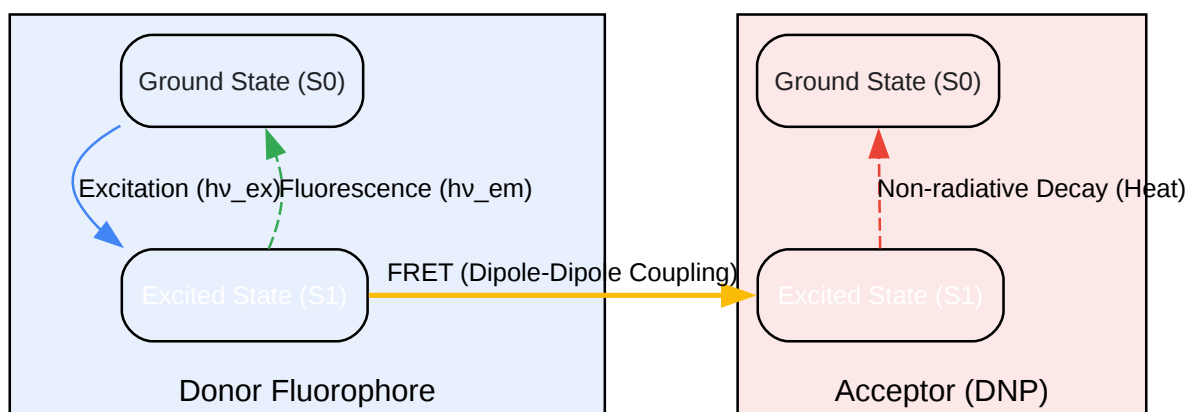 Ground State (S0)
Ground State (S0)
Excitation (hν_ex)
Fluorescence (hν_em)
Non-radiative Decay (Heat)
FRET (Dipole-Dipole Coupling)
Excited State (S1)
Excited State (S1)
Donor Fluorophore
Acceptor (DNP)